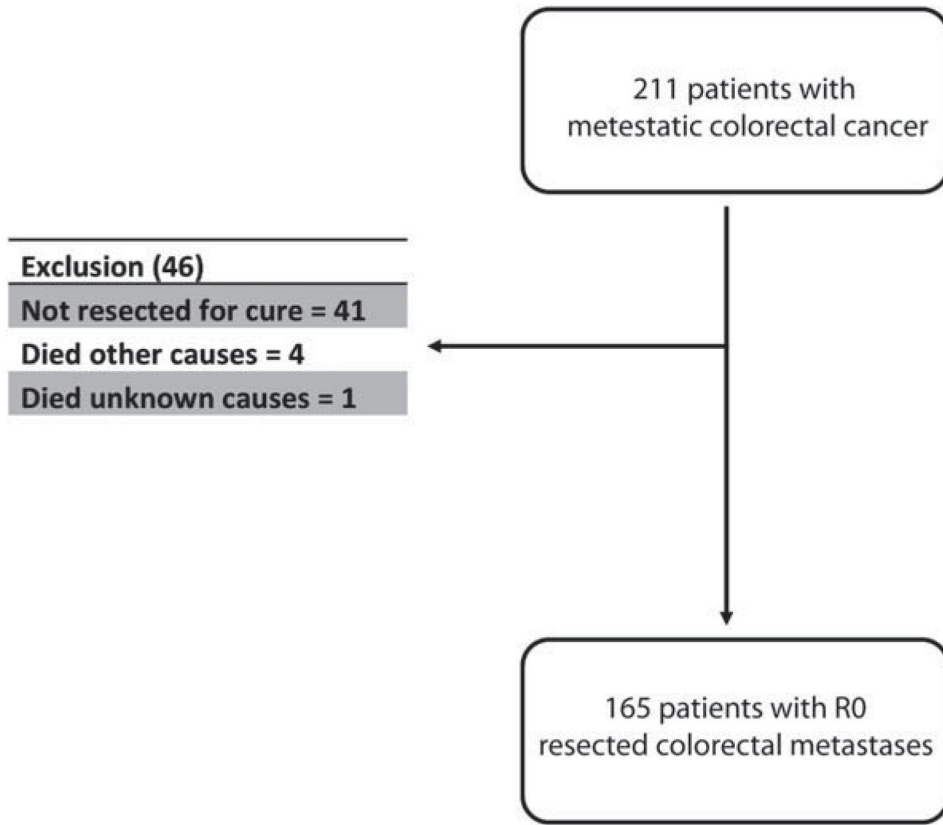 211 patients with
metestatic colorectal cancer
Exclusion (46)
Not resected for cure = 41
Died other causes = 4
Died unknown causes = 1
165 patients with R0
resected colorectal metastases